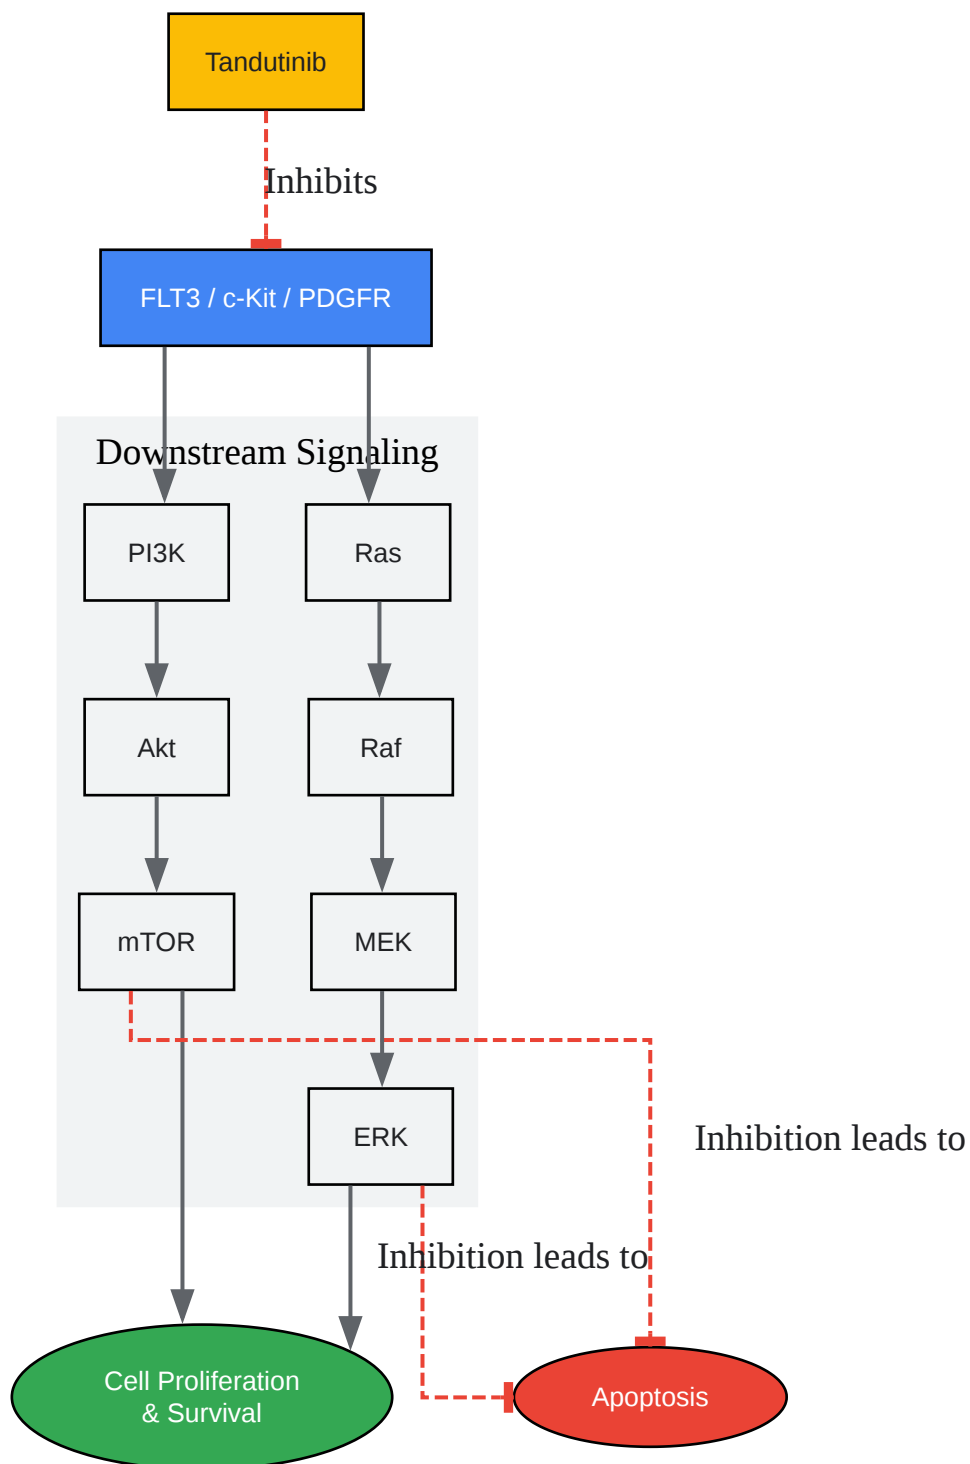 Tandutinib
Inhibits
FLT3 / c-Kit / PDGFR
Downstream Signaling
PI3K
Ras
Akt
Raf
mTOR
MEK
ERK
Inhibition leads to
Inhibition leads to
Cell Proliferation
& Survival
Apoptosis